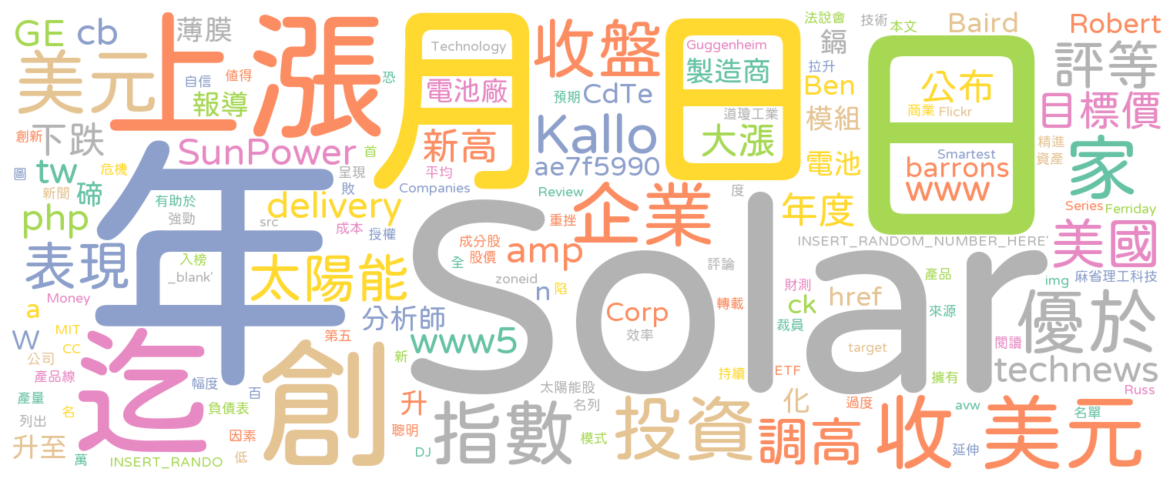 GE
cb
薄膜
上漲
Technology
月
收盤
Guggenheim
法說會
技術
本文
Baird
Robert
美元
自信
值得
恐
電池廠
製造商
鎘
日
拉升
公布
評等
報導
預期
CdTe
道瓊工業
Ben
商業
Flickr
目標價
創新
下跌
SunPower
首
新高
Kallo
大漲
模組
日
精進
資產
家
tw
碲
危機
呈現
平均
ae7f5990
電池
barrons
Smartest
圖
新聞
年
敗
Companies
Review
度
www
Series
Ferriday
php
有助於
強勁
delivery
成本
授權
重挫
企業
年度
INSERT_RANDOM_NUMBER_HERE'
美國
表現
入榜
_blank'
src
太陽能
成分股
股價
amp
Solar
評論
全
zoneid
n
陷
財測
產品
img
麻省理工科技
a
Money
W
MIT
CC
迄
分析師
第五
www5
Corp
效率
轉載
ck
裁員
href
來源
優於
公司
新
創
target
閱讀
technews
產品線
幅度
百
太陽能股
持續
ETF
擁有
Russ
產量
名
負債表
升
指數
名列
投資
化
過度
avw
名單
列出
因素
聰明
模式
調高
收
美元
升至
萬
INSERT_RANDO
低
DJ
延伸